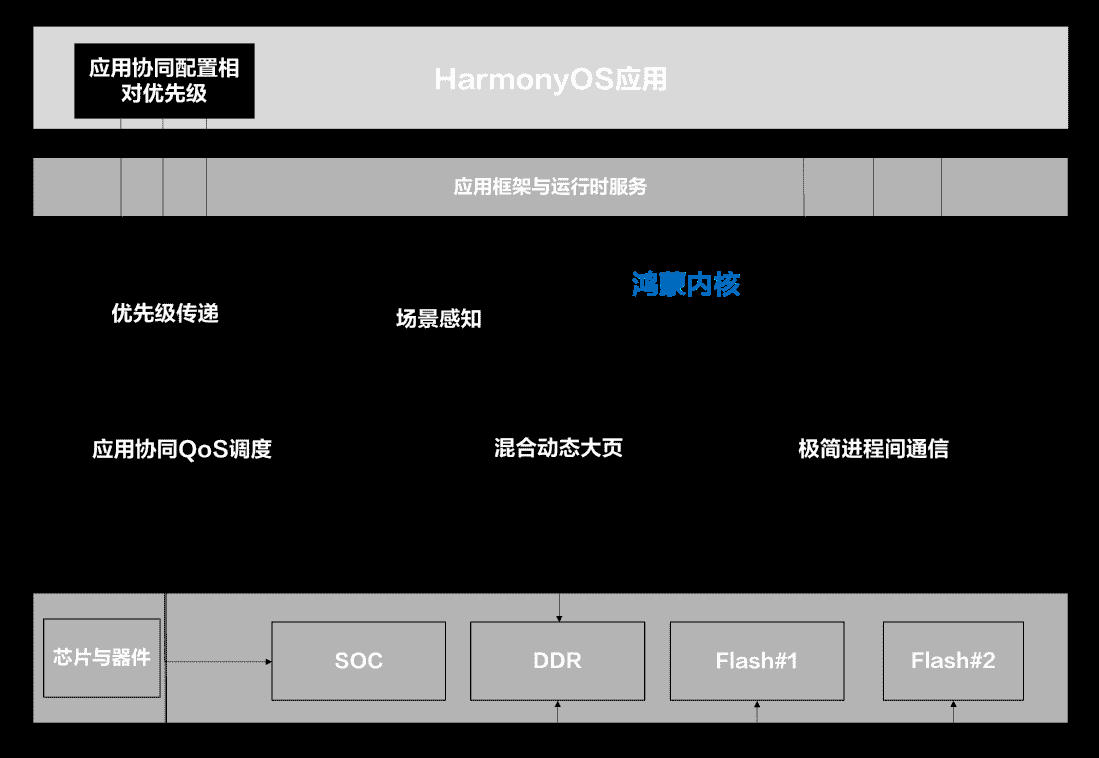 应用协同配置相
对优先级
HarmonyOS应用
应用框架与运行时服务
鸿蒙内核
优先级传递
场景感知
应用协同QoS调度
混合动态大页
极简进程间通信
芯片与器件
SOC
DDR
Flash#1
Flash#2